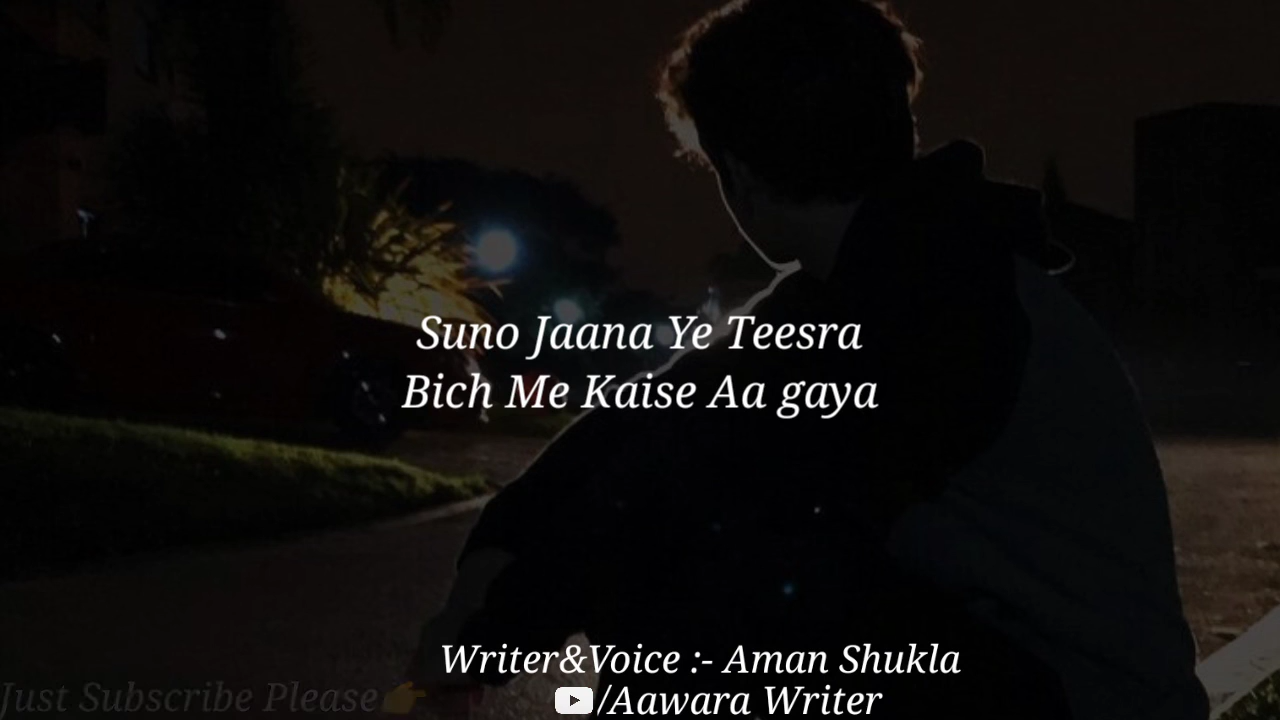 Suno Jaana Ye Teesra
Bich Me Kaise Aa gaya
Writer&Voice :- Aman Shukla
Just Subscribe Please👉
/Aawara Writer